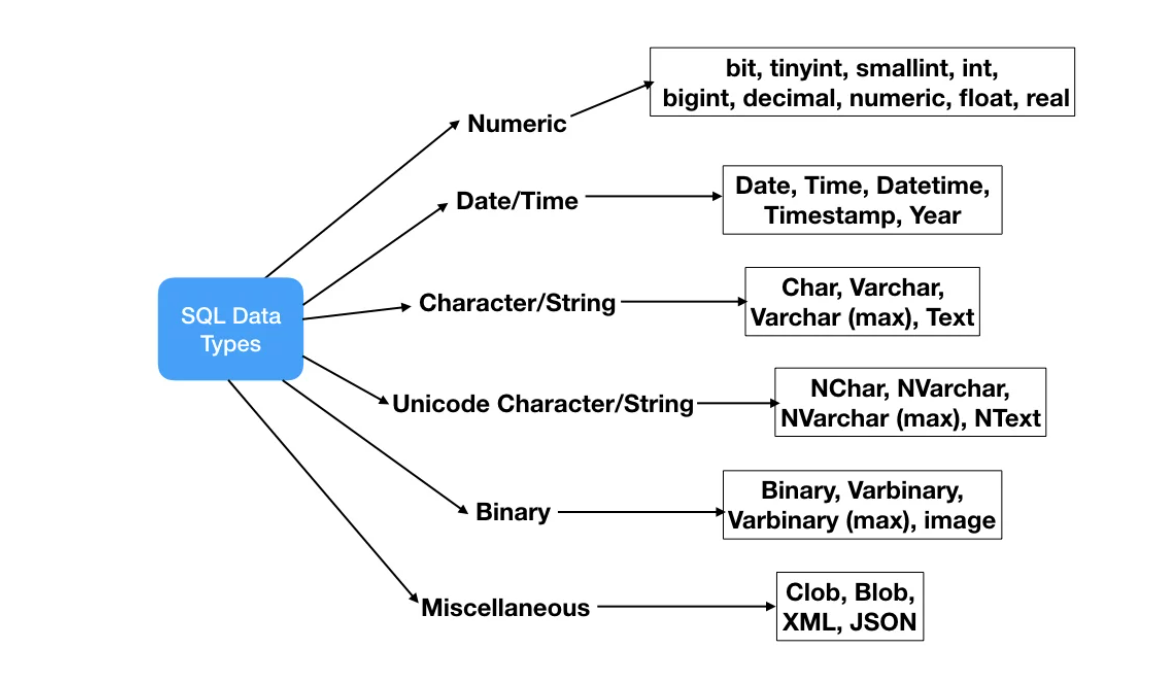 bit, tinyint, smallint, int,
bigint, decimal, numeric, float, real
Numeric
Date/Time
Date, Time, Datetime,
Timestamp, Year
SQL Data
Types
Character/String
Char, Varchar,
Varchar (max), Text
Unicode Character/String
NChar, NVarchar,
NVarchar (max), NText
Binary
Binary, Varbinary,
Varbinary (max), image
Miscellaneous
Clob, Blob,
XML, JSON